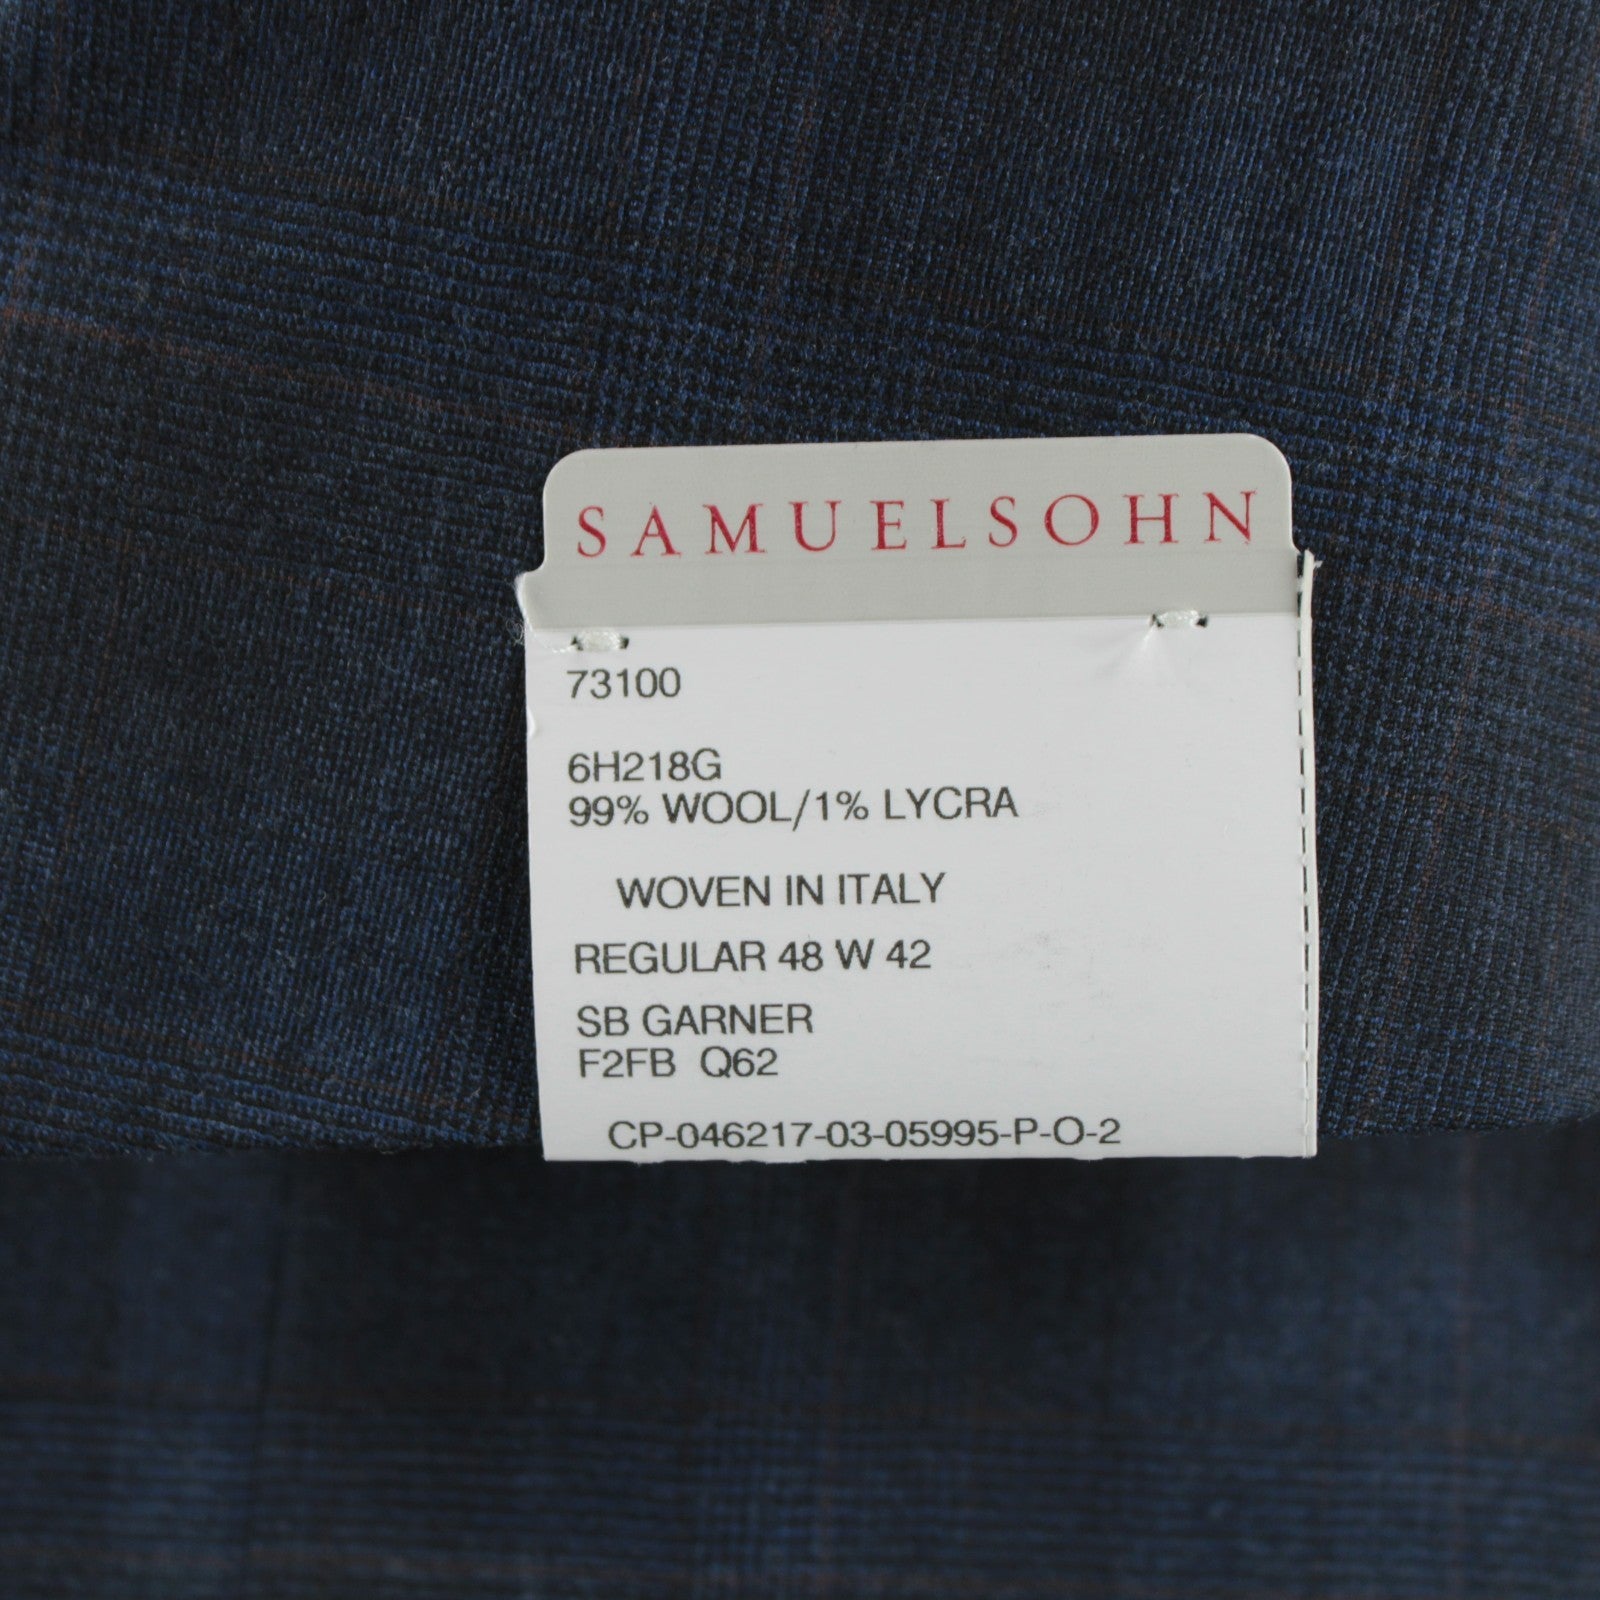 SAMUELSOHN
73100
6H218G
99% WOOL/1% LYCRA
WOVEN IN ITALY
REGULAR 48 W 42
SB GARNER
F2FB Q62
CP-046217-03-05995-P-O-2